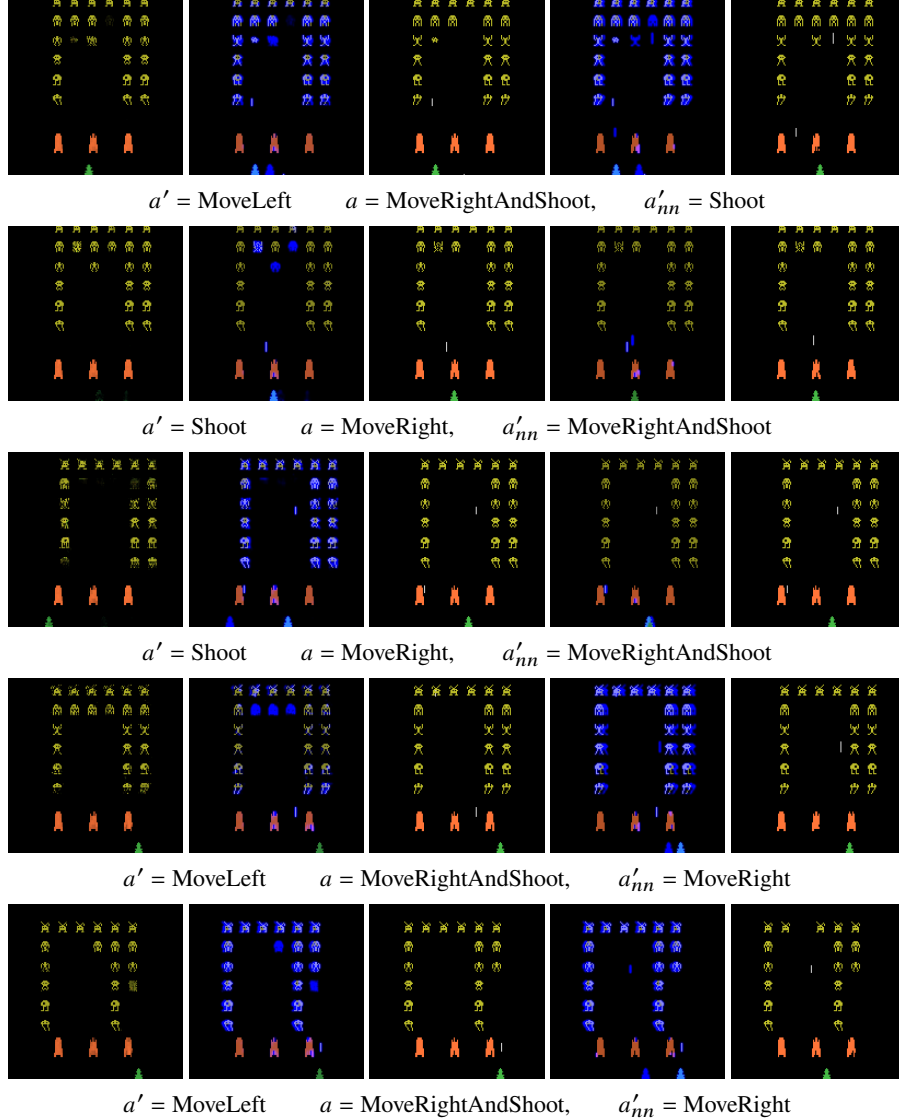 a′ = MoveLeft a = MoveRightAndShoot, a′nn = Shoot
a′ = Shoot a = MoveRight, a′nn = MoveRightAndShoot
a′ = Shoot a = MoveRight, a′nn = MoveRightAndShoot
a′ = MoveLeft a = MoveRightAndShoot, a′nn = MoveRight
a′ = MoveLeft a = MoveRightAndShoot, a′nn = MoveRight